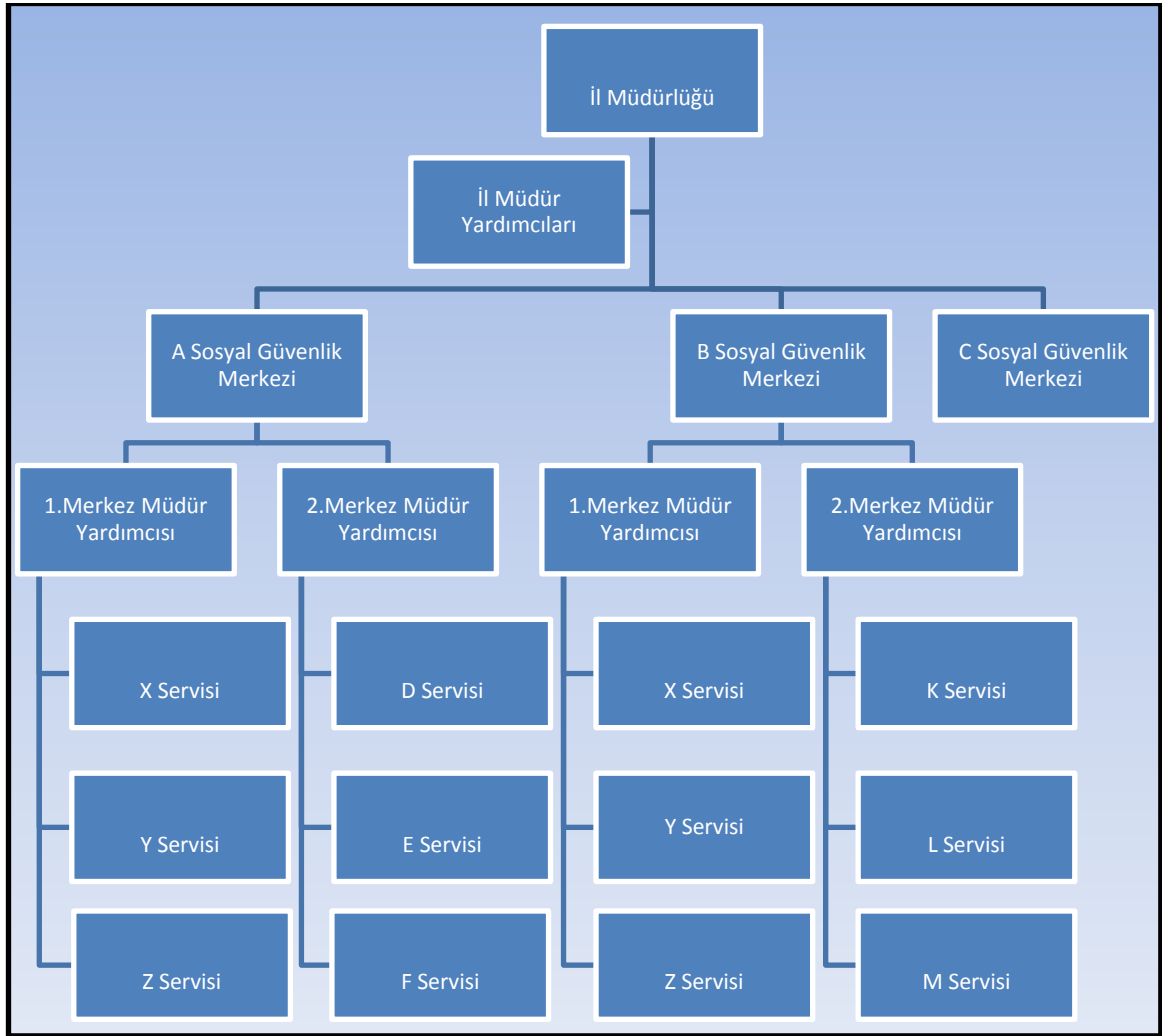 İl Müdürlüğü
İl Müdür
Yardımcıları
A Sosyal Güvenlik
Merkezi
B Sosyal Güvenlik
Merkezi
C Sosyal Güvenlik
Merkezi
1.Merkez Müdür
Yardımcısı
2.Merkez Müdür
Yardımcısı
1.Merkez Müdür
Yardımcısı
2.Merkez Müdür
Yardımcısı
X Servisi
D Servisi
X Servisi
K Servisi
Y Servisi
E Servisi
Y Servisi
L Servisi
Z Servisi
F Servisi
Z Servisi
M Servisi